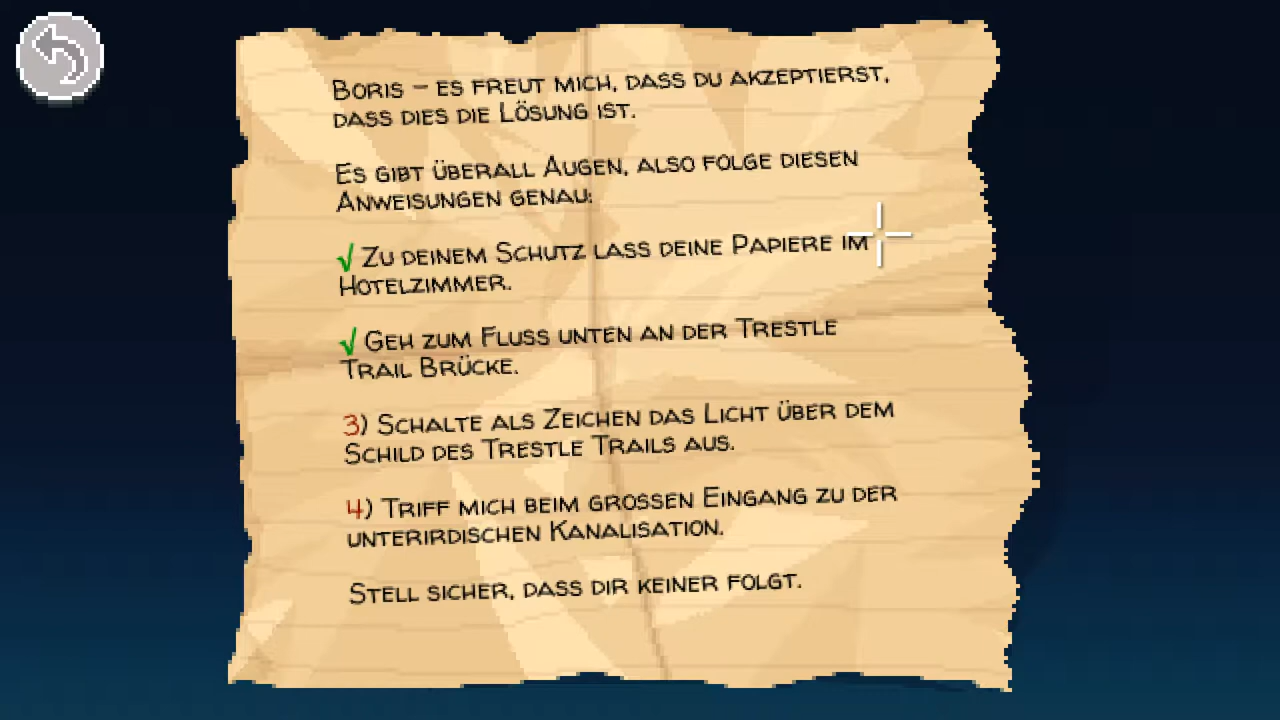 Boris – es freut mich, dass du akzeptierst,
dass dies die Lösung ist.
Es gibt überall Augen, also folge diesen
Anweisungen genau:
√ Zu deinem Schutz lass deine Papiere im
Hotelzimmer.
√ Geh zum Fluss unten an der Trestle
Trail Brücke.
3) Schalte als Zeichen das Licht über dem
Schild des Trestle Trails aus.
4) Triff mich beim grossen Eingang zu der
unterirdischen Kanalisation.
Stell sicher, dass dir keiner folgt.